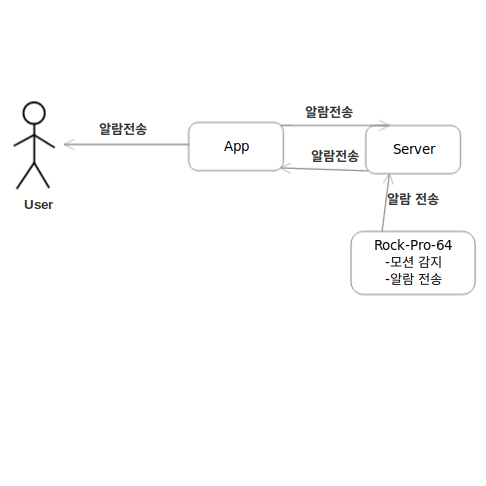 알람전송
알람전송
App
Server
알람전송
알람 전송
User
Rock-Pro-64
-모션 감지
-알람 전송